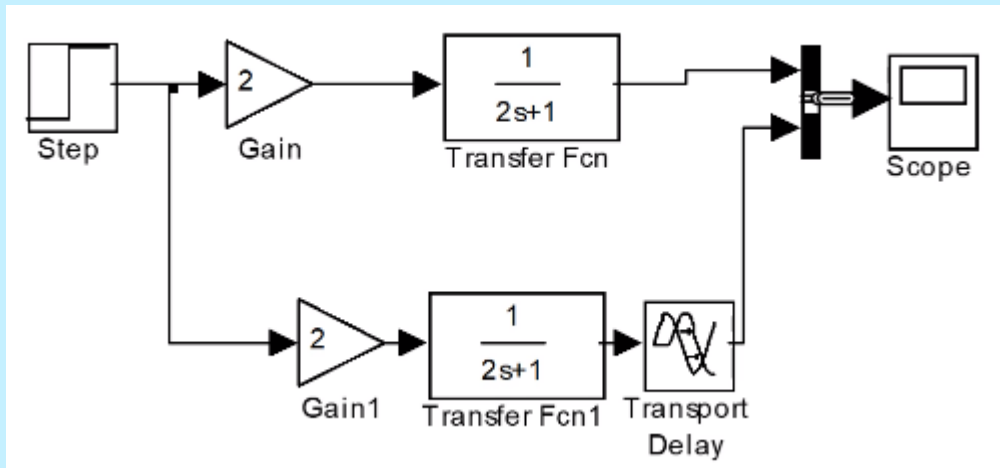 2
1
2s+1
Step
Gain
Transfer Fcn
Scope
2
1
2s+1
Gain1
Transfer Fcn1
Transport
Delay